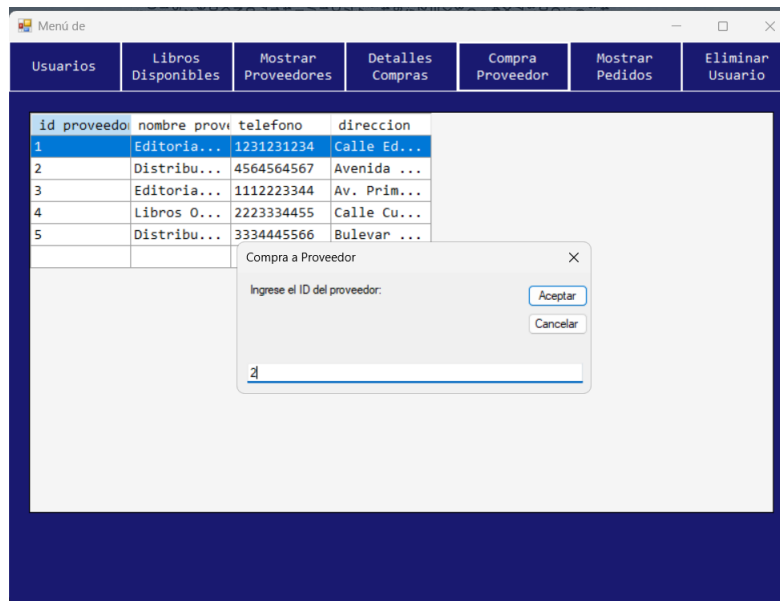 Menú de
Usuarios
Libros
Disponibles
Mostrar
Proveedores
Detalles
Compras
Compra
Proveedor
Mostrar
Pedidos
Eliminar
Usuario
id proveedo nombre prove telefono direccion
1 Editoria... 1231231234 Calle Ed...
2 Distribu... 4564564567 Avenida ...
3 Editoria... 1112223344 Av. Prim...
4 Libros O... 2223334455 Calle Cu...
5 Distribu... 3334445566 Bulevar ...
Compra a Proveedor
Ingrese el ID del proveedor:
Aceptar
Cancelar
2